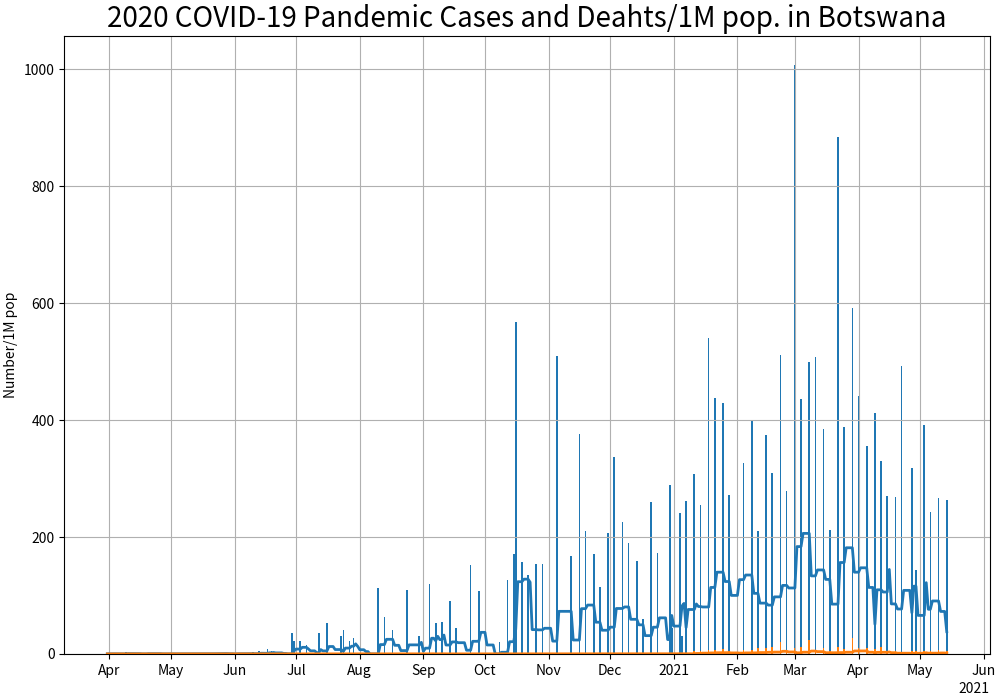 2020 COVID-19 Pandemic Cases and Deahts/1M pop. in Botswana
Number/1M pop
1000
800
600
400
200
0
Apr May Jun Jul Aug Sep Oct Nov Dec 2021 Feb Mar Apr May Jun
2021